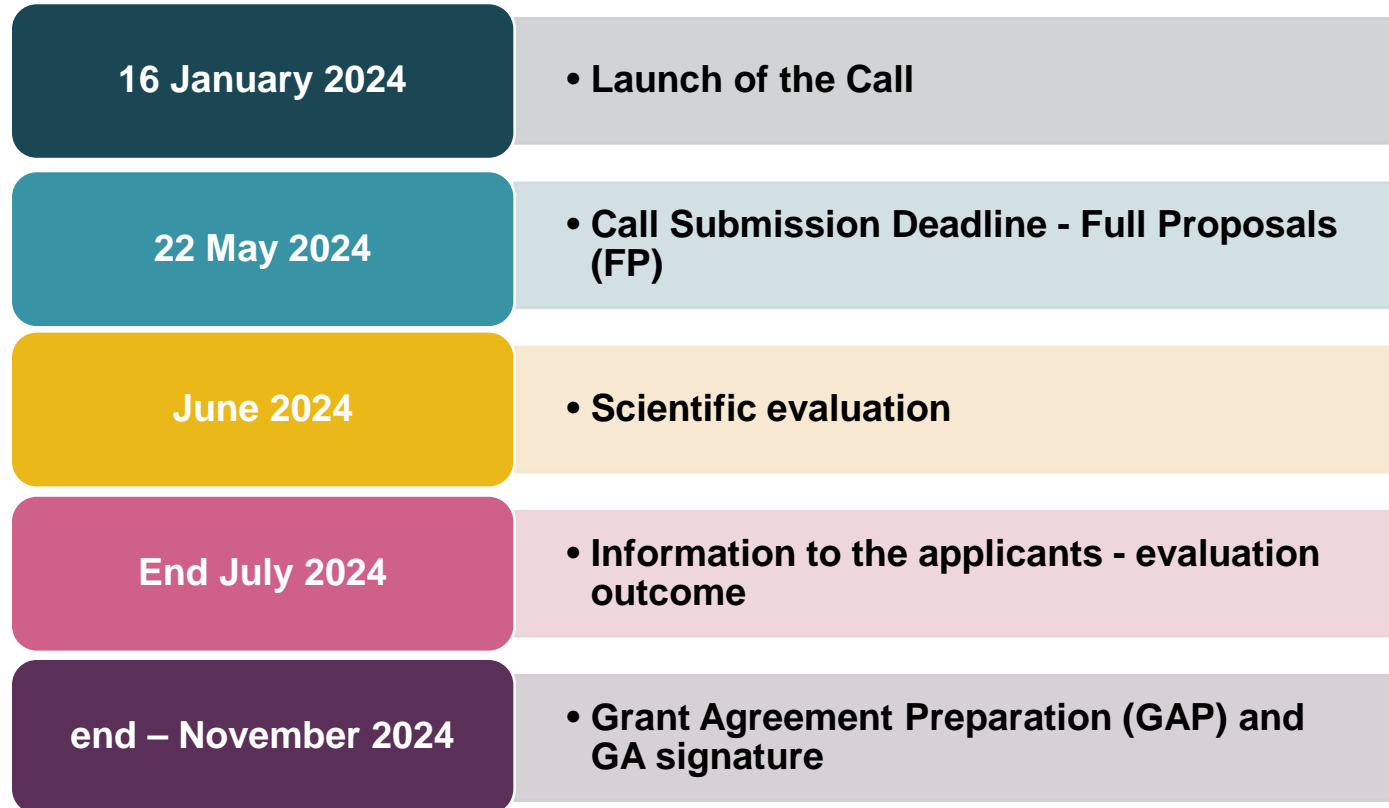 16 January 2024
• Launch of the Call
22 May 2024
• Call Submission Deadline - Full Proposals
(FP)
June 2024
• Scientific evaluation
End July 2024
• Information to the applicants - evaluation
outcome
end – November 2024
• Grant Agreement Preparation (GAP) and
GA signature